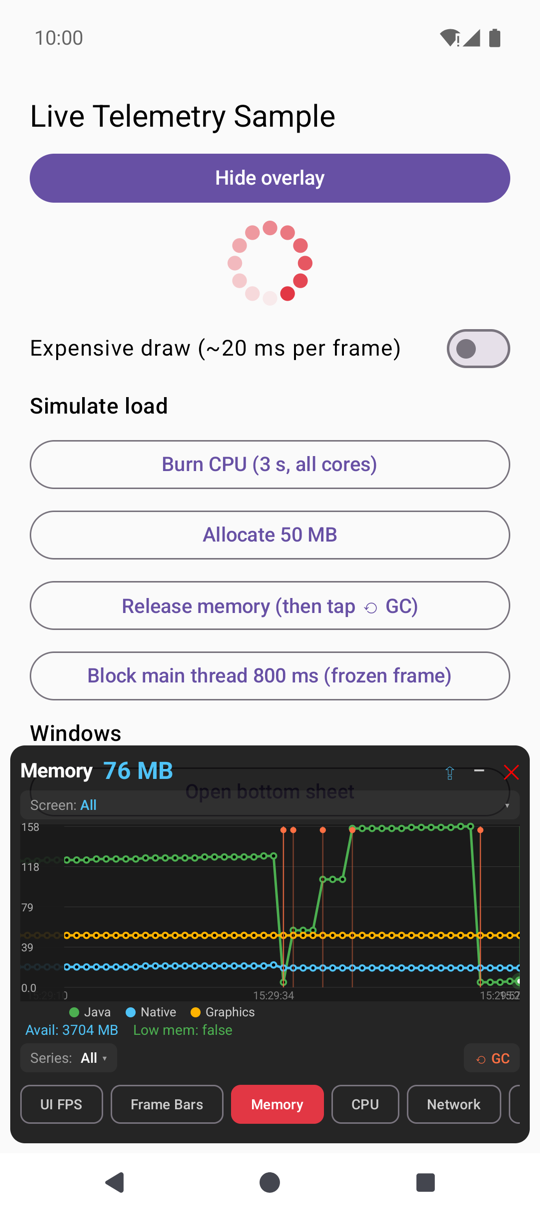 10:00
Live Telemetry Sample
Hide overlay
Expensive draw (~20 ms per frame)
Simulate load
Burn CPU (3 s, all cores)
Allocate 50 MB
Release memory (then tap ⟲ GC)
Block main thread 800 ms (frozen frame)
Windows
Memory 76 MB
Open bottom sheet
Screen: All
158
118
79
39
0.0
15:29:34
Java Native Graphics
Avail: 3704 MB Low mem: false
Series: All
⟲ GC
UI FPS Frame Bars Memory CPU Network